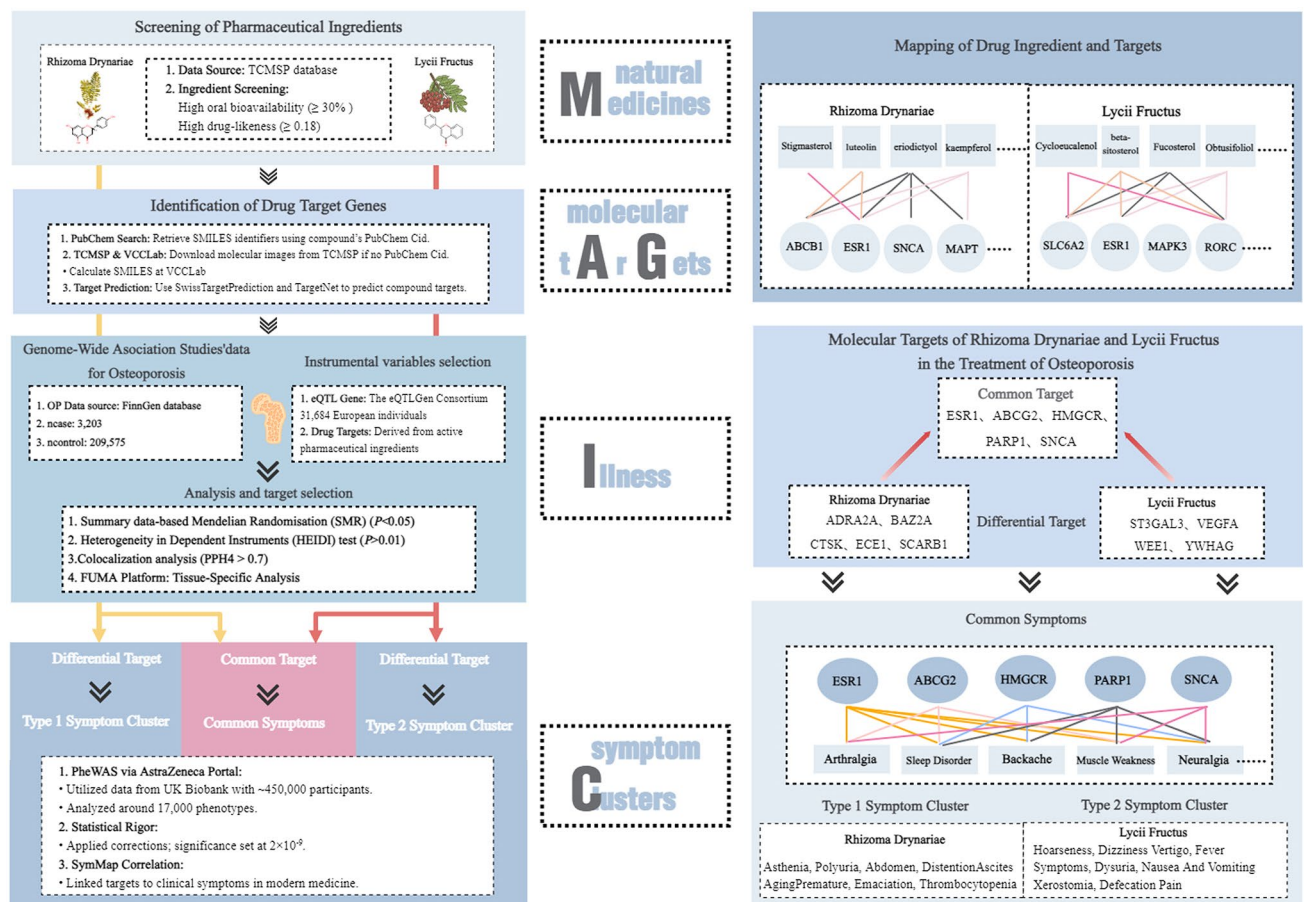 Screening of Pharmaceutical Ingredients
Rhizoma Drynariae
1. Data Source: TCMSP database
2. Ingredient Screening:
High oral bioavailability (≥ 30% )
High drug-likeness (≥ 0.18)
Lycii Fructus
Identification of Drug Target Genes
1. PubChem Search: Retrieve SMILES identifiers using compound's PubChem Cid.
2. TCMSP & VCCLab: Download molecular images from TCMSP if no PubChem Cid.
• Calculate SMILES at VCCLab
3. Target Prediction: Use SwissTargetPrediction and TargetNet to predict compound targets.
Genome-Wide Asociation Studies'data
for Osteoporosis
1. OP Data source: FinnGen database
2. ncase: 3,203
3. ncontrol: 209,575
Instrumental variables selection
1. eQTL Gene: The eQTLGen Consortium
31,684 European individuals
2. Drug Targets: Derived from active
pharmaceutical ingredients
Analysis and target selection
1. Summary data-based Mendelian Randomisation (SMR) (P<0.05)
2. Heterogeneity in Dependent Instruments (HEIDI) test (P>0.01)
3.Colocalization analysis (PPH4 > 0.7)
4. FUMA Platform: Tissue-Specific Analysis
Differential Target
Type 1 Symptom Cluster
Common Target
Common Symptoms
Differential Target
Type 2 Symptom Cluster
1. PheWAS via AstraZeneca Portal:
• Utilized data from UK Biobank with ~450,000 participants.
• Analyzed around 17,000 phenotypes.
2. Statistical Rigor:
• Applied corrections; significance set at 2×10⁻⁹.
3. SymMap Correlation:
• Linked targets to clinical symptoms in modern medicine.
natural
Medicines
molecular
tArGets
Illness
symptom
Clusters
Mapping of Drug Ingredient and Targets
Rhizoma Drynariae
Stigmasterol luteolin eriodictyol kaempferol ······
ABCB1 ESR1 SNCA MAPT ·····
Lycii Fructus
Cycloeucalenol beta-sitosterol Fucosterol Obtusifoliol ······
SLC6A2 ESR1 MAPK3 RORC ······
Molecular Targets of Rhizoma Drynariae and Lycii Fructus
in the Treatment of Osteoporosis
Common Target
ESR1、ABCG2、HMGCR、
PARP1、SNCA
Rhizoma Drynariae
ADRA2A、BAZ2A
CTSK、ECE1、SCARB1
Differential Target
Lycii Fructus
ST3GAL3、VEGFA
WEE1、YWHAG
Common Symptoms
ESR1 ABCG2 HMGCR PARP1 SNCA
Arthralgia Sleep Disorder Backache Muscle Weakness Neuralgia ······
Type 1 Symptom Cluster
Rhizoma Drynariae
Asthenia, Polyuria, Abdomen, DistentionAscites
AgingPremature, Emaciation, Thrombocytopenia
Type 2 Symptom Cluster
Lycii Fructus
Hoarseness, Dizziness Vertigo, Fever
Symptoms, Dysuria, Nausea And Vomiting
Xerostomia, Defecation Pain